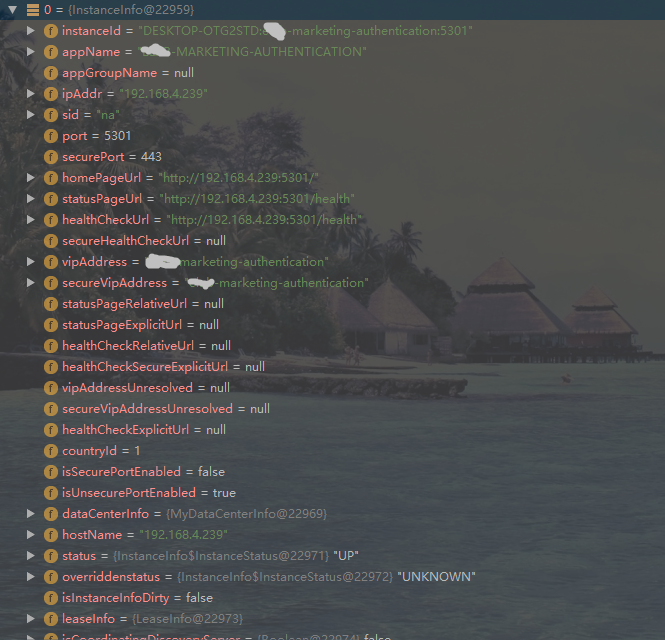 0 = {InstanceInfo@22959}
f instanceId = "DESKTOP-OTG2STD: -marketing-authentication:5301"
f appName = " -MARKETING-AUTHENTICATION"
f appGroupName = null
f ipAddr = "192.168.4.239"
f sid = "na"
f port = 5301
f securePort = 443
f homePageUrl = "http://192.168.4.239:5301/"
f statusPageUrl = "http://192.168.4.239:5301/health"
f healthCheckUrl = "http://192.168.4.239:5301/health"
f secureHealthCheckUrl = null
f vipAddress = marketing-authentication"
f secureVipAddress = " -marketing-authentication"
f statusPageRelativeUrl = null
f statusPageExplicitUrl = null
f healthCheckRelativeUrl = null
f healthCheckSecureExplicitUrl = null
f vipAddressUnresolved = null
f secureVipAddressUnresolved = null
f healthCheckExplicitUrl = null
f countryId = 1
f isSecurePortEnabled = false
f isUnsecurePortEnabled = true
f dataCenterInfo = {MyDataCenterInfo@22969}
f hostName = "192.168.4.239"
f status = {InstanceInfo$InstanceStatus@22971} "UP"
f overriddenstatus = {InstanceInfo$InstanceStatus@22972} "UNKNOWN"
f isInstanceInfoDirty = false
f leaseInfo = {LeaseInfo@22973}
f isCoordinatingDiscoveryServer = {Boolean@22974} false